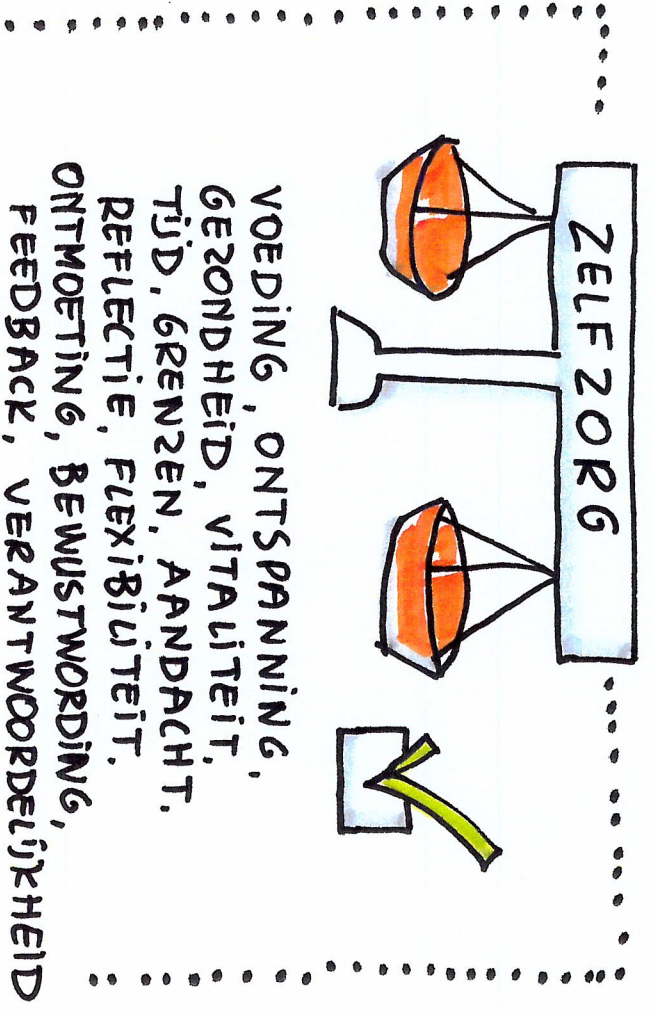 ZELFZORG
VOEDING, ONTSPANNING,
GEZONDHEID, VITALITEIT,
TIJD, GRENZEN, AANDACHT.
REFLECTIE, FLEXIBILITEIT.
ONTMOETING, BEWUSTWORDING,
FEEDBACK, VERANTWOORDELIJKHEID